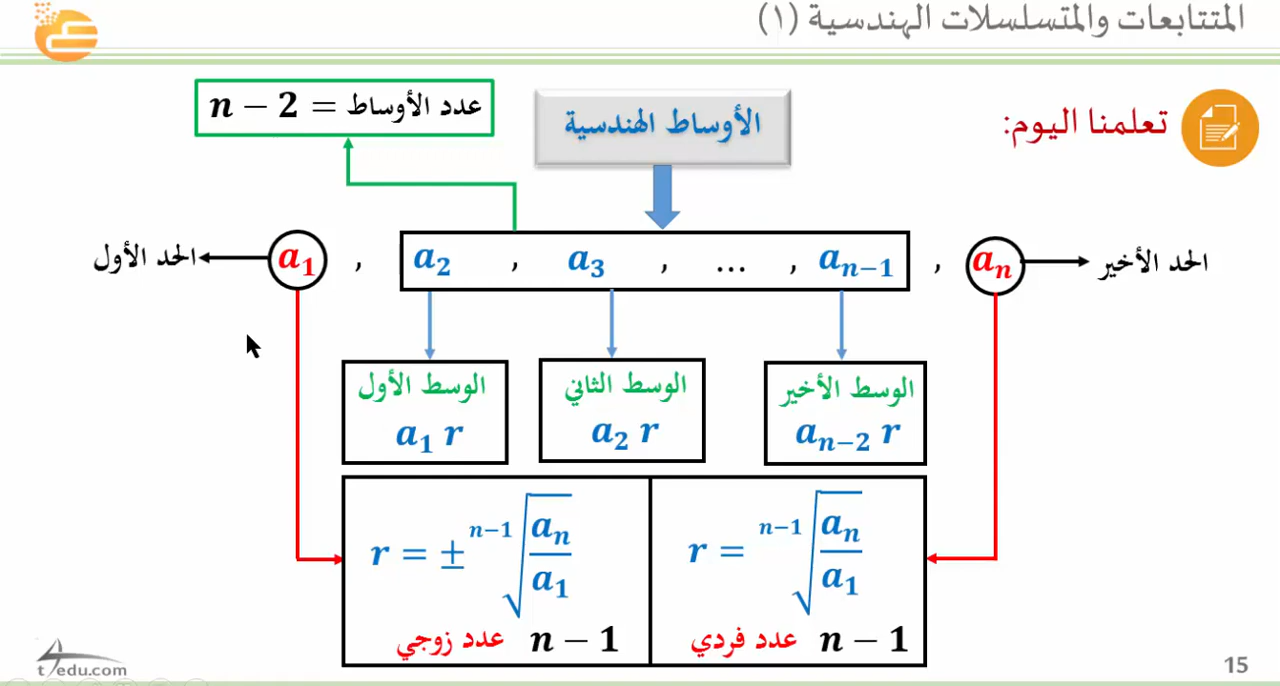 المتتابعات والمتسلسلات الهندسية (١)
تعلمنا اليوم:
الأوساط الهندسية
عدد الأوساط = n − 2
الحد الأول
a₁ , a₂ , a₃ , ... , aₙ₋₁ , aₙ
الحد الأخير
الوسط الأول
a₁ r
الوسط الثاني
a₂ r
الوسط الأخير
aₙ₋₂ r
r = ± ⁿ⁻¹√(aₙ/a₁)
n − 1 عدد زوجي
r = ⁿ⁻¹√(aₙ/a₁)
n − 1 عدد فردي
t4edu.com
15